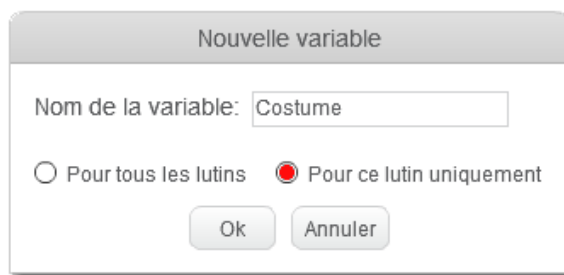 Nouvelle variable
Nom de la variable: Costume
Pour tous les lutins Pour ce lutin uniquement
Ok Annuler